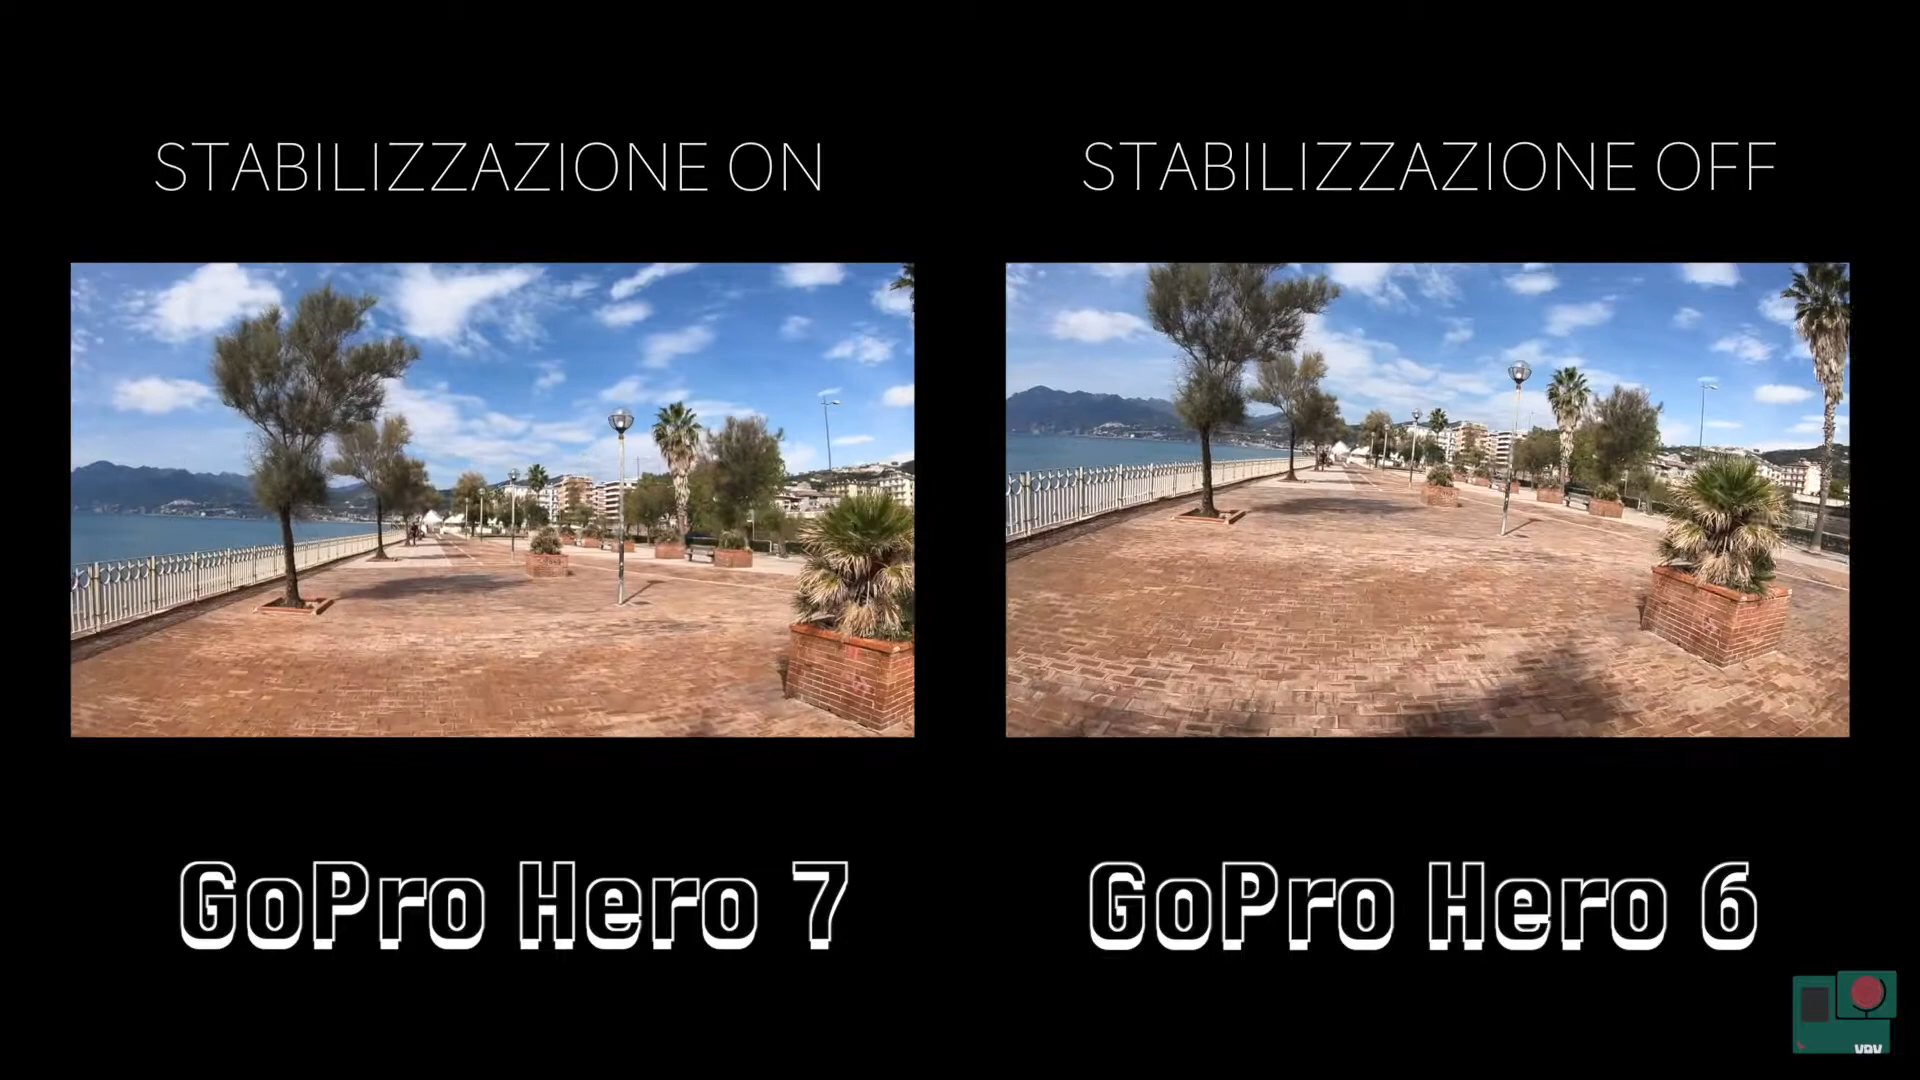 STABILIZZAZIONE ON
STABILIZZAZIONE OFF
GoPro Hero 7
GoPro Hero 6